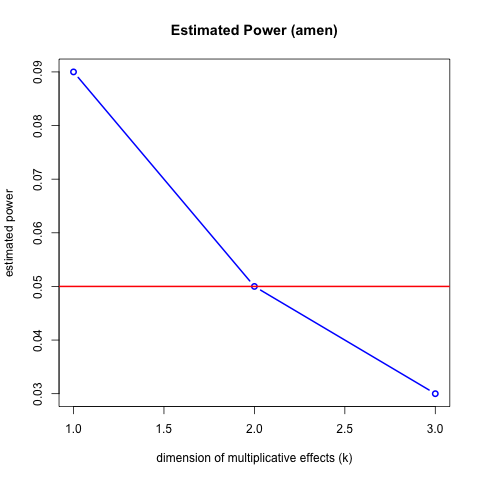 Estimated Power (amen)
estimated power
0.09
0.08
0.07
0.06
0.05
0.04
0.03
1.0 1.5 2.0 2.5 3.0
dimension of multiplicative effects (k)